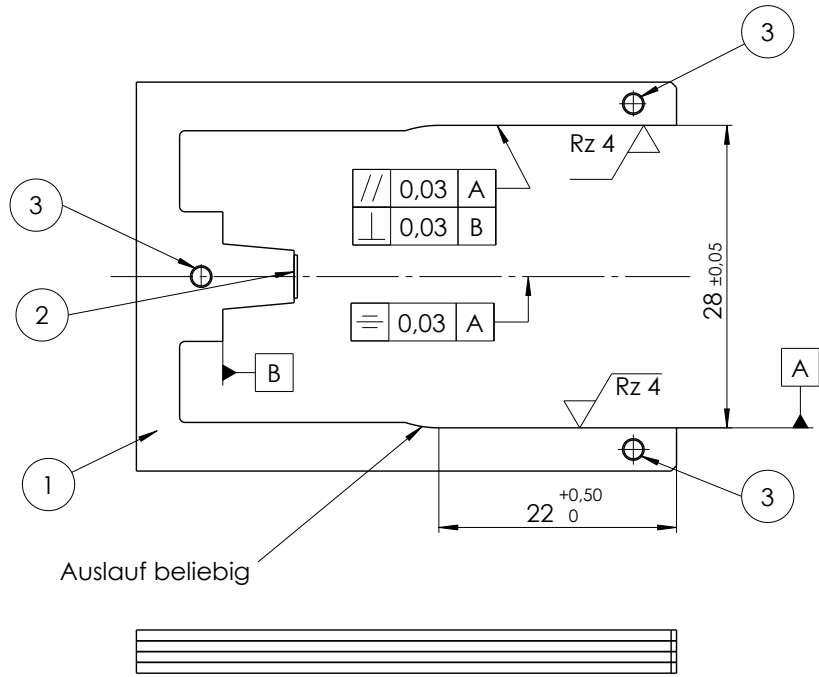 3
Rz 4
// 0,03 A
⊥ 0,03 B
3
28 ±0,05
2
⌯ 0,03 A
B
Rz 4
A
1
3
22 +0,50 0
Auslauf beliebig